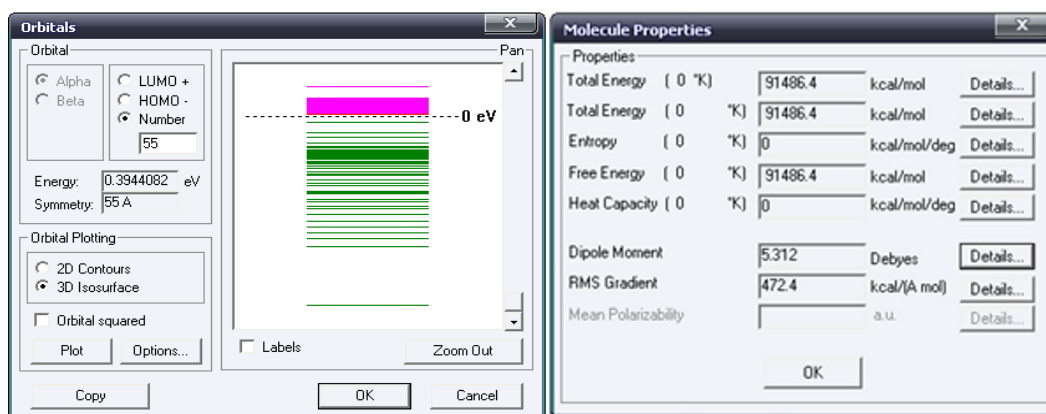 Orbitals
X
Orbital
Alpha
Beta
LUMO +
HOMO -
Number
55
Energy: 0.3944082 eV
Symmetry: 55 A
Orbital Plotting
2D Contours
3D Isosurface
Orbital squared
Plot
Options...
Copy
Pan
0 eV
Labels
Zoom Out
OK
Cancel
Molecule Properties
X
Properties
Total Energy ( 0 °K) 91486.4 kcal/mol Details...
Total Energy ( 0 °K) 91486.4 kcal/mol Details...
Entropy ( 0 °K) 0 kcal/mol/deg Details...
Free Energy ( 0 °K) 91486.4 kcal/mol Details...
Heat Capacity ( 0 °K) 0 kcal/mol/deg Details...
Dipole Moment 5.312 Debyes Details...
RMS Gradient 472.4 kcal/(A mol) Details...
Mean Polarizability a.u. Details...
OK